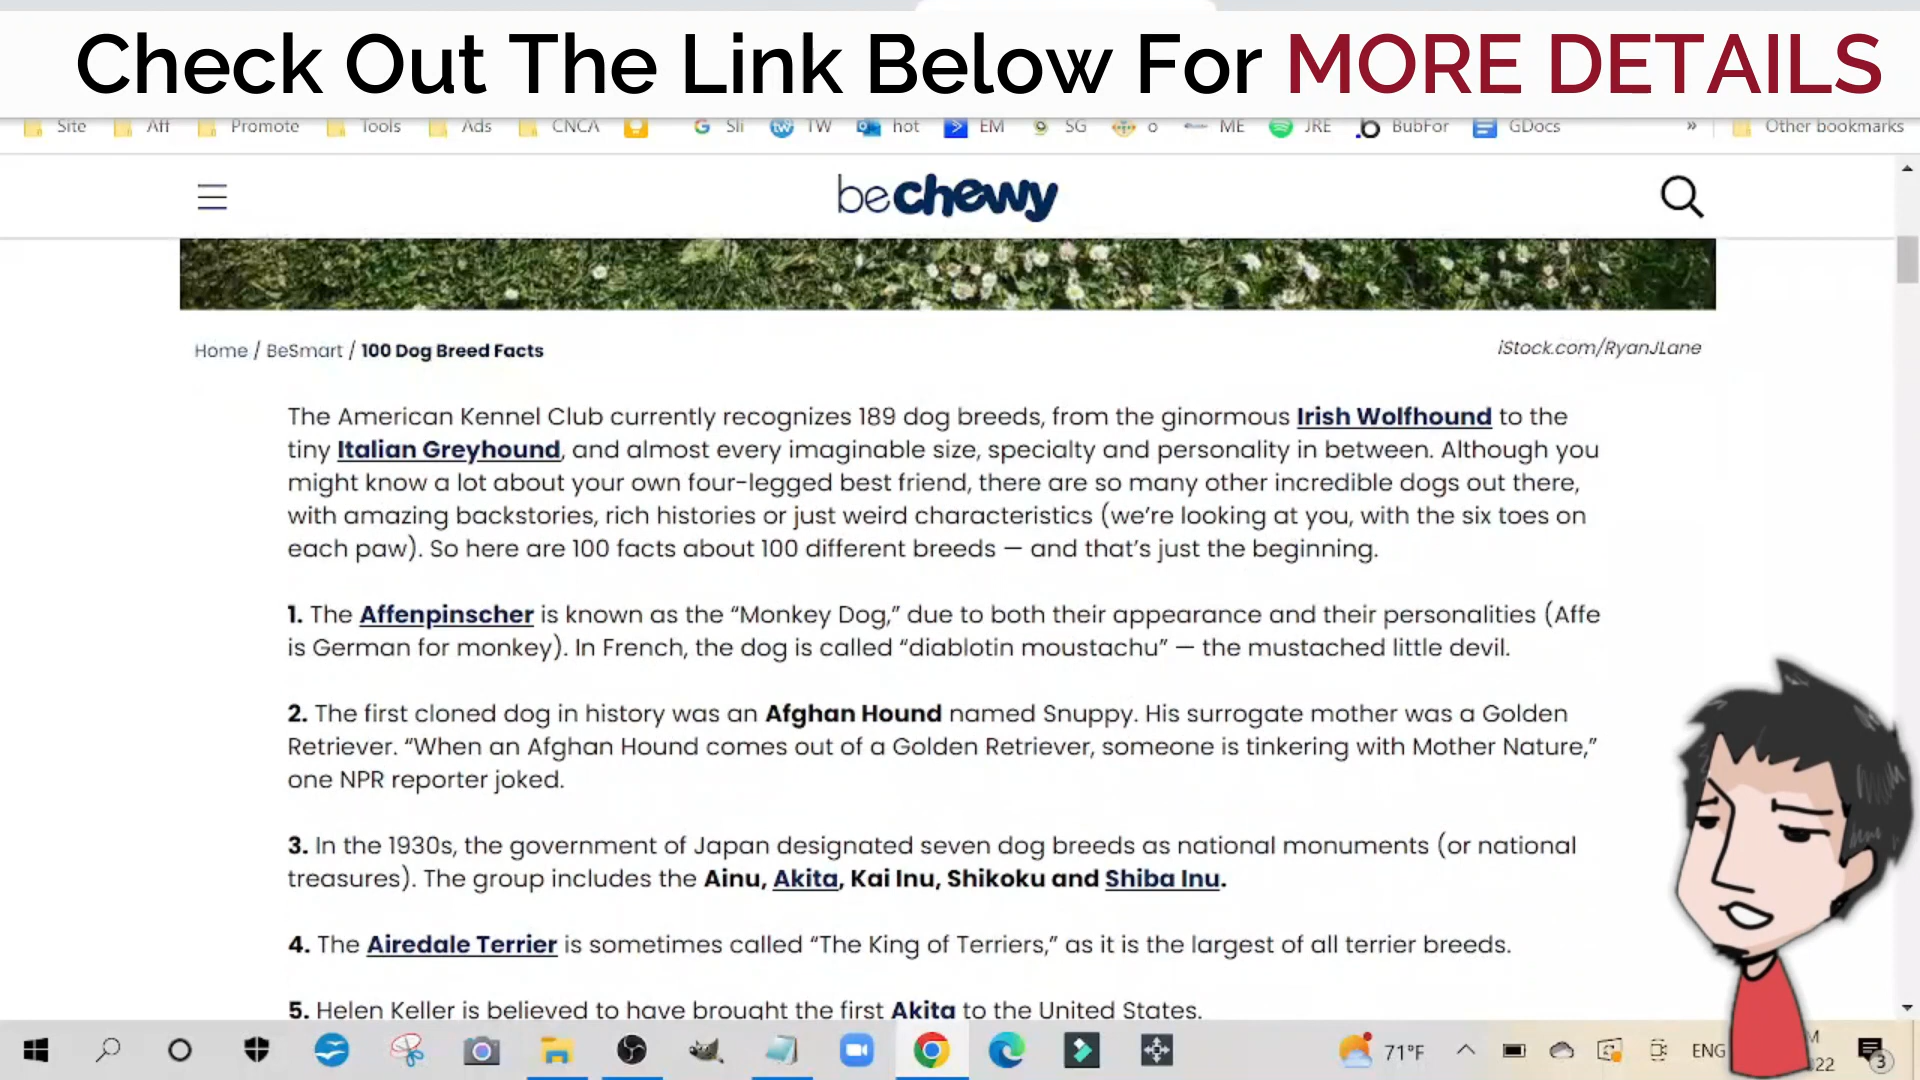 Check Out The Link Below For MORE DETAILS
Site Aff Promote Tools Ads CNCA Sli TW hot EM SG o ME JRE BubFor GDocs » Other bookmarks
bechewy
Home / BeSmart / 100 Dog Breed Facts
iStock.com/RyanJLane
The American Kennel Club currently recognizes 189 dog breeds, from the ginormous Irish Wolfhound to the
tiny Italian Greyhound, and almost every imaginable size, specialty and personality in between. Although you
might know a lot about your own four-legged best friend, there are so many other incredible dogs out there,
with amazing backstories, rich histories or just weird characteristics (we’re looking at you, with the six toes on
each paw). So here are 100 facts about 100 different breeds — and that’s just the beginning.
1. The Affenpinscher is known as the “Monkey Dog,” due to both their appearance and their personalities (Affe
is German for monkey). In French, the dog is called “diablotin moustachu” — the mustached little devil.
2. The first cloned dog in history was an Afghan Hound named Snuppy. His surrogate mother was a Golden
Retriever. “When an Afghan Hound comes out of a Golden Retriever, someone is tinkering with Mother Nature,”
one NPR reporter joked.
3. In the 1930s, the government of Japan designated seven dog breeds as national monuments (or national
treasures). The group includes the Ainu, Akita, Kai Inu, Shikoku and Shiba Inu.
4. The Airedale Terrier is sometimes called “The King of Terriers,” as it is the largest of all terrier breeds.
5. Helen Keller is believed to have brought the first Akita to the United States.
71°F ENG M
22 3